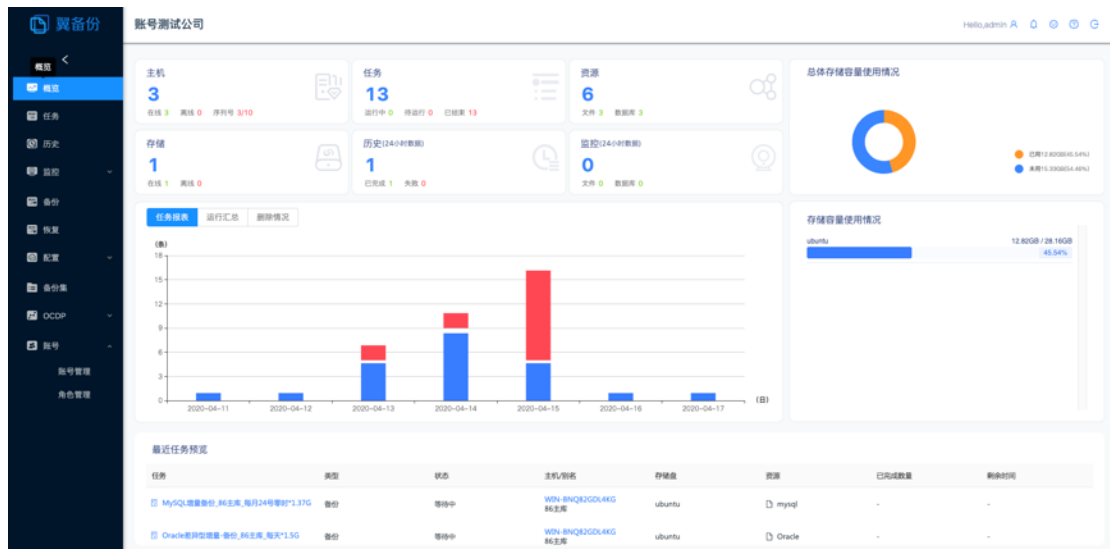 翼备份
账号测试公司
Hello,admin
概览
概览
任务
历史
监控
备份
恢复
配置
备份集
OCDP
账号
账号管理
角色管理
主机
3
在线 3 离线 0 序列号 3/10
任务
13
运行中 0 待运行 0 已结束 13
资源
6
文件 3 数据库 3
存储
1
在线 1 离线 0
历史(24小时数据)
1
已完成 1 失败 0
监控(24小时数据)
0
文件 0 数据库 0
总体存储容量使用情况
已用12.82GB(45.54%)
未用15.33GB(54.46%)
任务报表 运行汇总 删除情况
(条)
18
15
12
9
6
3
0
2020-04-11 2020-04-12 2020-04-13 2020-04-14 2020-04-15 2020-04-16 2020-04-17 (日)
存储容量使用情况
ubuntu 12.82GB / 28.16GB
45.54%
最近任务预览
任务 类型 状态 主机/别名 存储盘 资源 已完成数量 剩余时间
MySQL增量备份_86主库_每月24号零时*1.37G 备份 等待中 WIN-BNQ82GDL4KG ubuntu mysql - -
86主库
Oracle差异型增量-备份_86主库_每天*1.5G 备份 等待中 WIN-BNQ82GDL4KG ubuntu Oracle - -
86主库